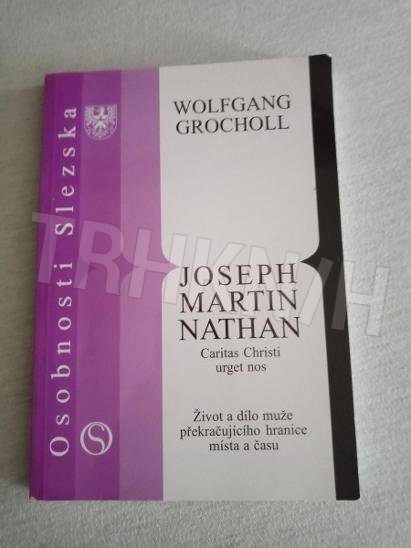 Osobnosti Slezska
WOLFGANG
GROCHOLL
JOSEPH
MARTIN
NATHAN
Caritas Christi
urget nos
Život a dílo muže
překračujícího hranice
místa a času
S
TRHKNIH